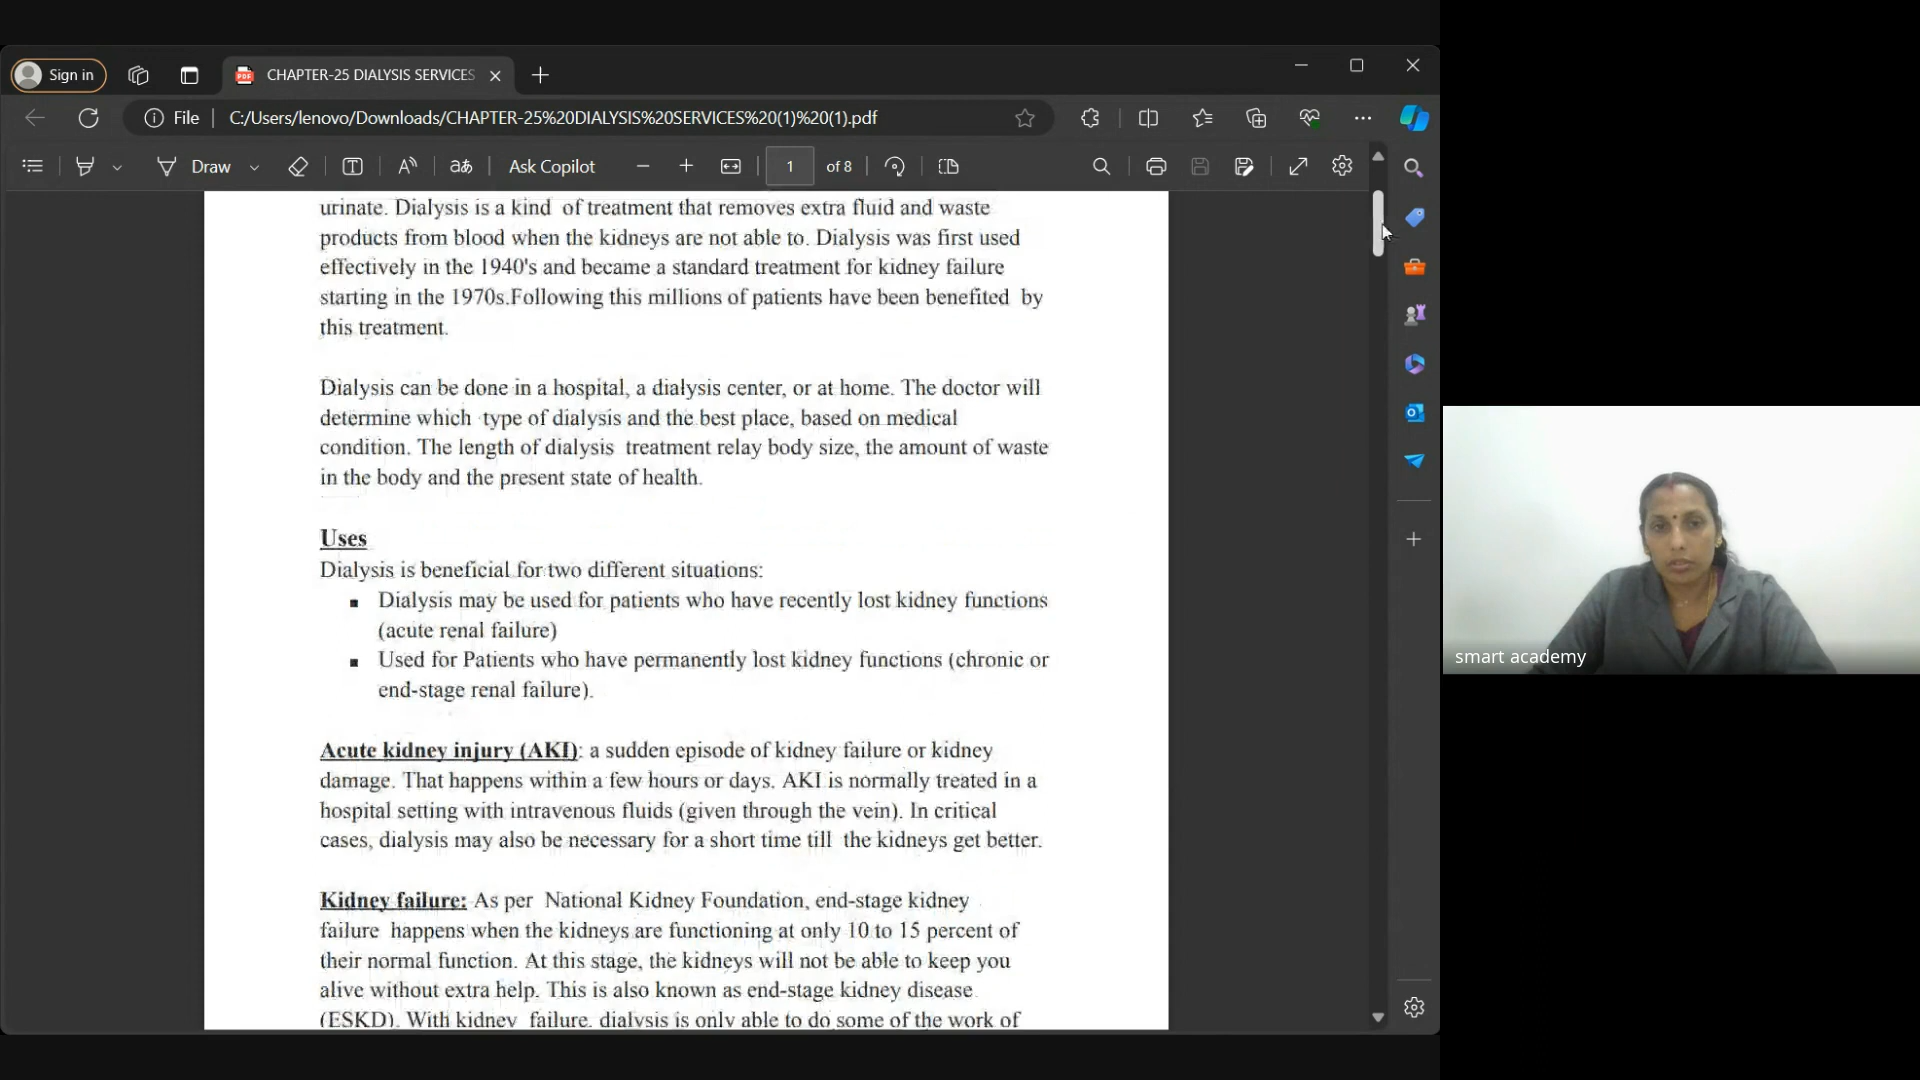 Sign in
CHAPTER-25 DIALYSIS SERVICES
File
C:/Users/lenovo/Downloads/CHAPTER-25%20DIALYSIS%20SERVICES%20(1)%20(1).pdf
Draw
Ask Copilot
1 of 8
urinate. Dialysis is a kind of treatment that removes extra fluid and waste
products from blood when the kidneys are not able to. Dialysis was first used
effectively in the 1940's and became a standard treatment for kidney failure
starting in the 1970s.Following this millions of patients have been benefited by
this treatment.
Dialysis can be done in a hospital, a dialysis center, or at home. The doctor will
determine which type of dialysis and the best place, based on medical
condition. The length of dialysis treatment relay body size, the amount of waste
in the body and the present state of health.
Uses
Dialysis is beneficial for two different situations:
▪ Dialysis may be used for patients who have recently lost kidney functions
(acute renal failure)
▪ Used for Patients who have permanently lost kidney functions (chronic or
end-stage renal failure).
Acute kidney injury (AKI): a sudden episode of kidney failure or kidney
damage. That happens within a few hours or days. AKI is normally treated in a
hospital setting with intravenous fluids (given through the vein). In critical
cases, dialysis may also be necessary for a short time till the kidneys get better.
Kidney failure: As per National Kidney Foundation, end-stage kidney
failure happens when the kidneys are functioning at only 10 to 15 percent of
their normal function. At this stage, the kidneys will not be able to keep you
alive without extra help. This is also known as end-stage kidney disease
(ESKD). With kidney failure, dialysis is only able to do some of the work of
smart academy